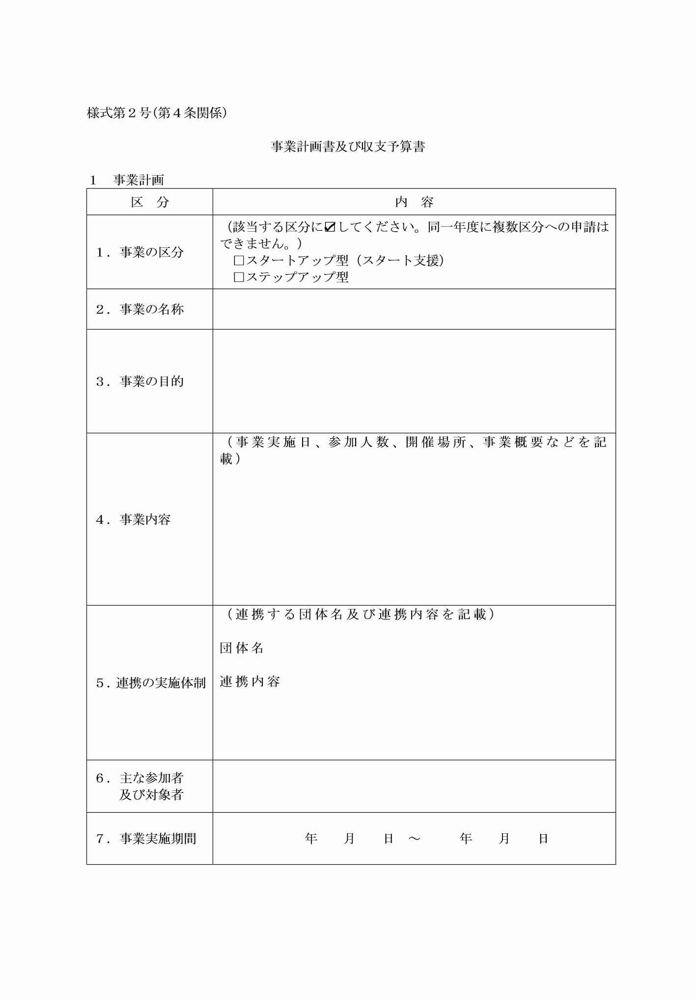 様式第２号(第４条関係)
事業計画書及び収支予算書
１　事業計画
区　分
内　容
１．事業の区分
（該当する区分に☑してください。同一年度に複数区分への申請は
できません。）
□スタートアップ型（スタート支援）
□ステップアップ型
２．事業の名称
３．事業の目的
４．事業内容
（事業実施日、参加人数、開催場所、事業概要などを記
載）
５．連携の実施体制
（連携する団体名及び連携内容を記載）
団体名
連携内容
６．主な参加者
及び対象者
７．事業実施期間
年　　月　　日　～　　　年　　月　　日